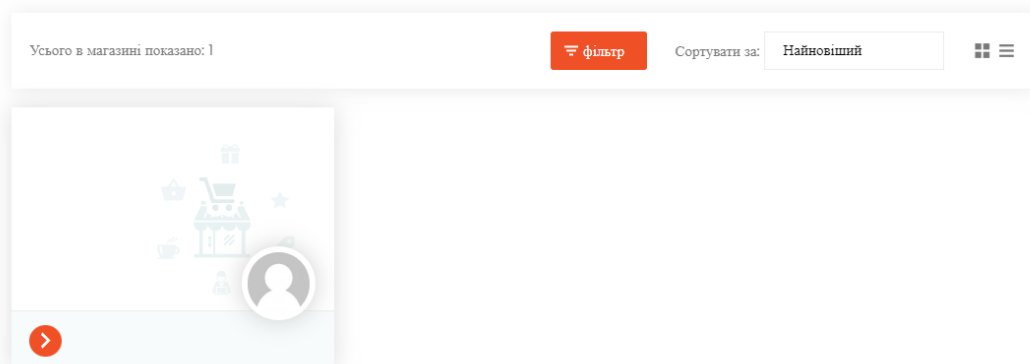 Усього в магазині показано: 1
фільтр
Сортувати за: Найновіший